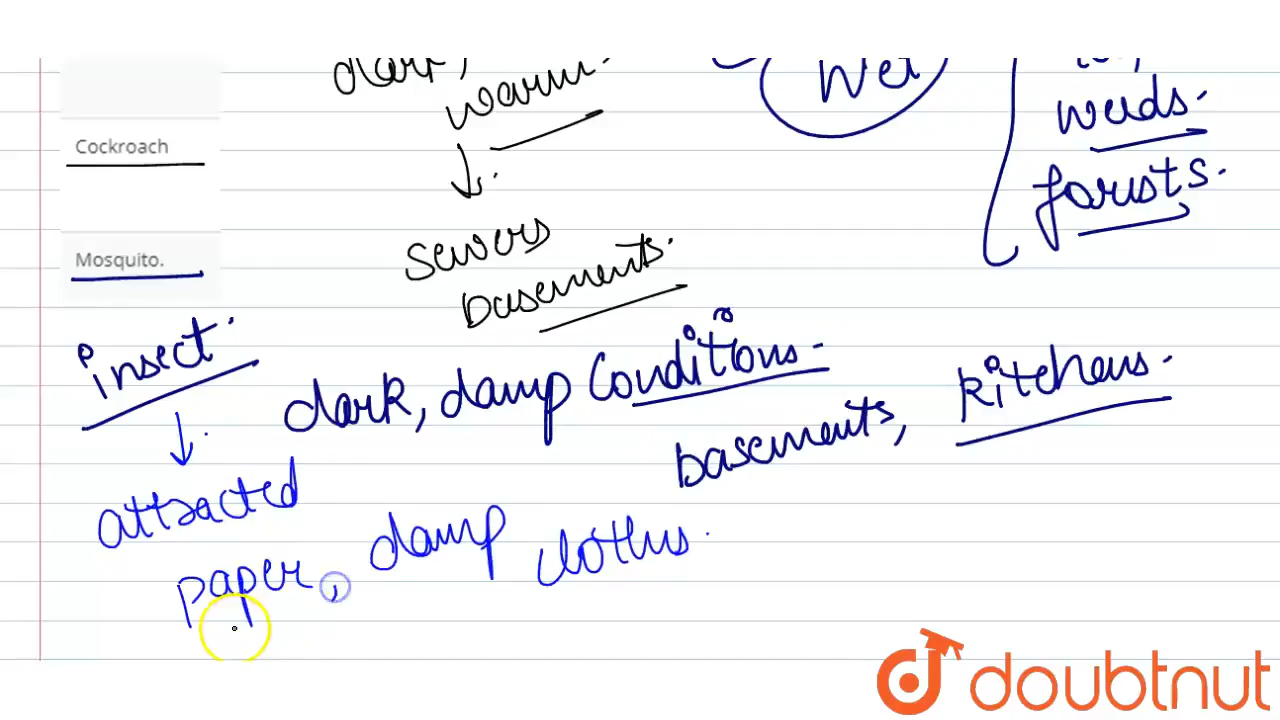 dark,
warm.
Cockroach
sewers
basements.
Mosquito.
Wet
weeds.
forests.
insect.
dark, damp conditions.
basements, kitchens.
attracted
paper, damp clothes.
doubtnut